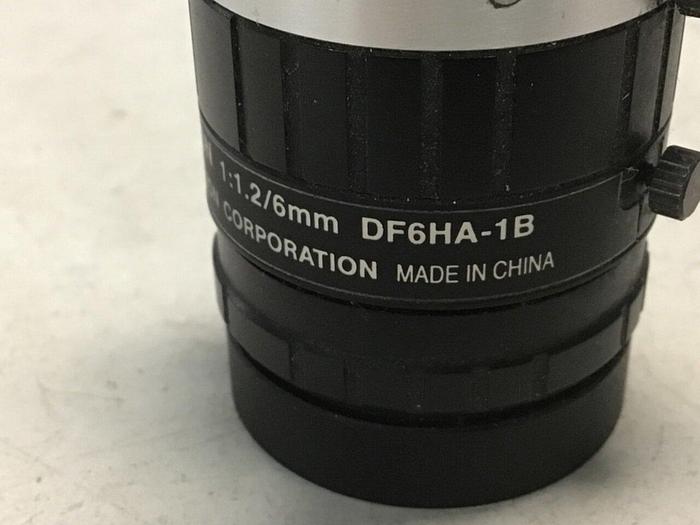 1:1.2/6mm DF6HA-1B
CORPORATION MADE IN CHINA